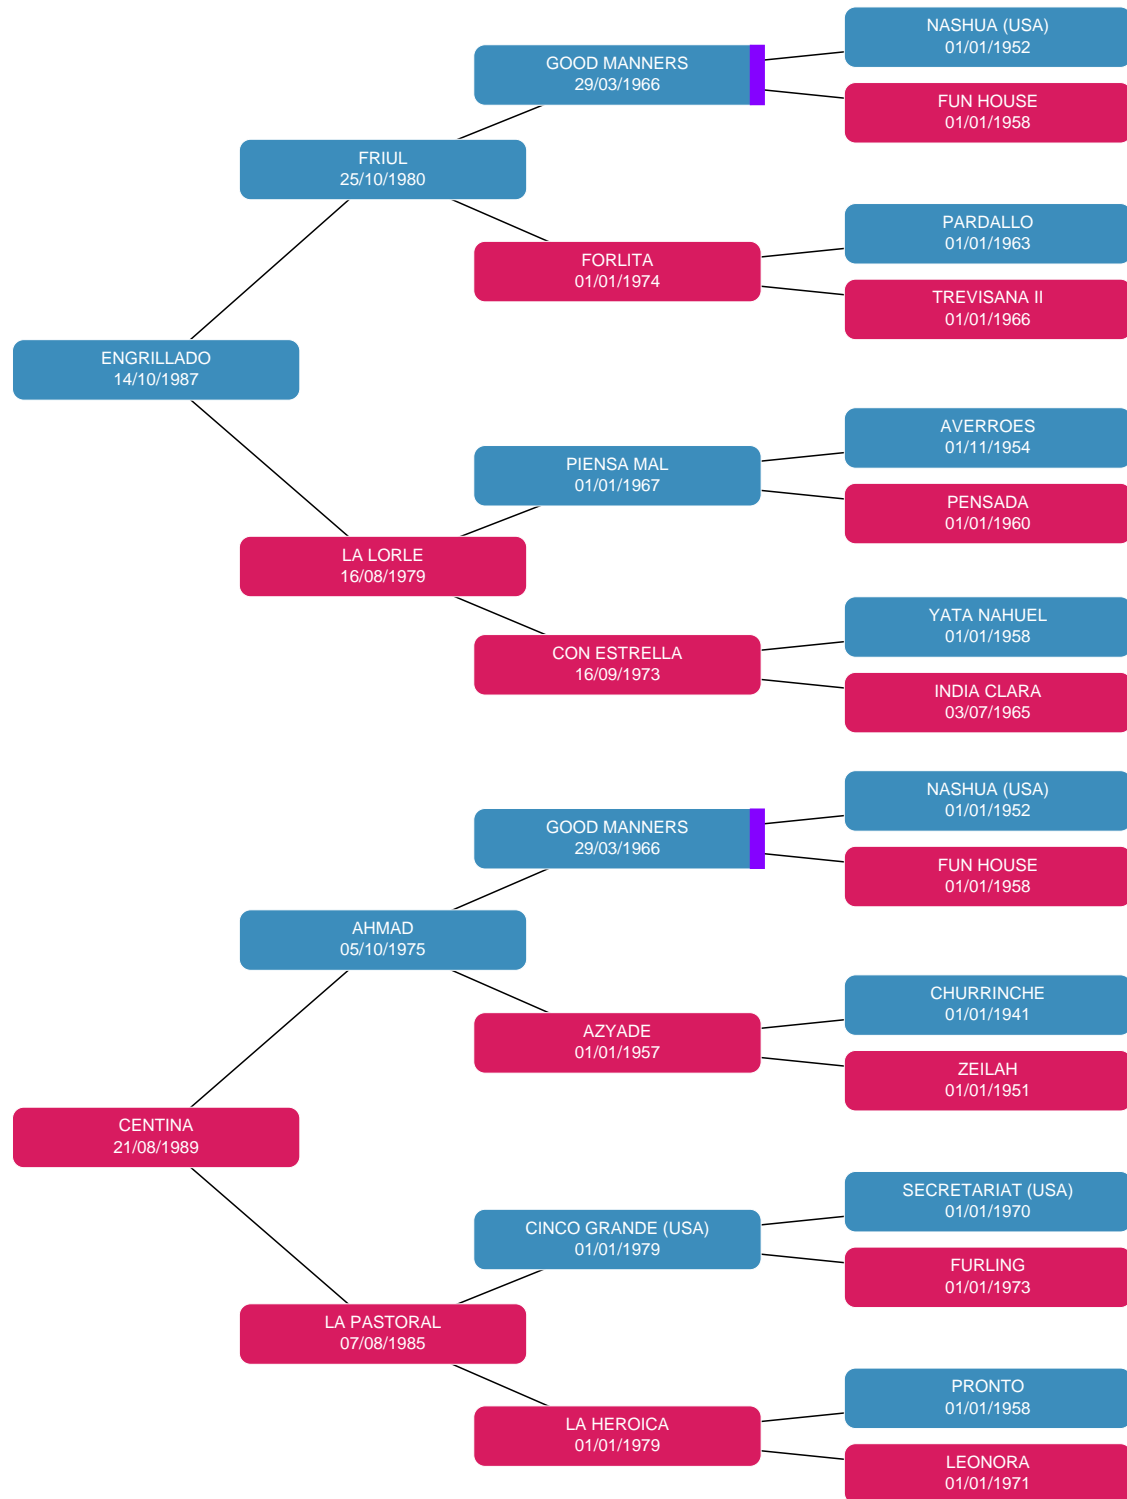 NASHUA (USA)
01/01/1952
GOOD MANNERS
29/03/1966
FUN HOUSE
01/01/1958
FRIUL
25/10/1980
PARDALLO
01/01/1963
FORLITA
01/01/1974
TREVISANA II
01/01/1966
ENGRILLADO
14/10/1987
AVERROES
01/11/1954
PIENSA MAL
01/01/1967
PENSADA
01/01/1960
LA LORLE
16/08/1979
YATA NAHUEL
01/01/1958
CON ESTRELLA
16/09/1973
INDIA CLARA
03/07/1965
NASHUA (USA)
01/01/1952
GOOD MANNERS
29/03/1966
FUN HOUSE
01/01/1958
AHMAD
05/10/1975
CHURRINCHE
01/01/1941
AZYADE
01/01/1957
ZEILAH
01/01/1951
CENTINA
21/08/1989
SECRETARIAT (USA)
01/01/1970
CINCO GRANDE (USA)
01/01/1979
FURLING
01/01/1973
LA PASTORAL
07/08/1985
PRONTO
01/01/1958
LA HEROICA
01/01/1979
LEONORA
01/01/1971